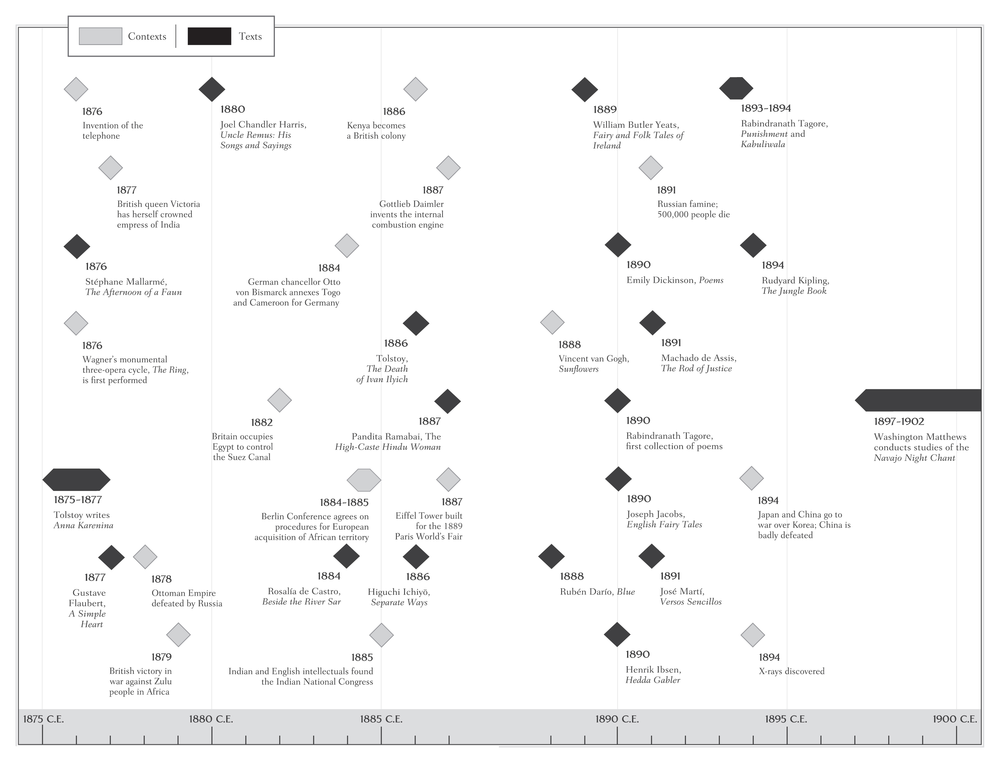 Contexts
Texts
1876
Invention of the
telephone
1880
Joel Chandler Harris,
Uncle Remus: His
Songs and Sayings
1886
Kenya becomes
a British colony
1889
William Butler Yeats,
Fairy and Folk Tales of
Ireland
1893-1894
Rabindranath Tagore,
Punishment and
Kabuliwala
1877
British queen Victoria
has herself crowned
empress of India
1887
Gottlieb Daimler
invents the internal
combustion engine
1891
Russian famine;
500,000 people die
1876
Stéphane Mallarmé,
The Afternoon of a Faun
1884
German chancellor Otto
von Bismarck annexes Togo
and Cameroon for Germany
1890
Emily Dickinson, Poems
1894
Rudyard Kipling,
The Jungle Book
1876
Wagner's monumental
three-opera cycle, The Ring,
is first performed
1886
Tolstoy,
The Death
of Ivan Ilyich
1888
Vincent van Gogh,
Sunflowers
1891
Machado de Assis,
The Rod of Justice
1882
Britain occupies
Egypt to control
the Suez Canal
1887
Pandita Ramabai, The
High-Caste Hindu Woman
1890
Rabindranath Tagore,
first collection of poems
1897-1902
Washington Matthews
conducts studies of the
Navajo Night Chant
1875-1877
Tolstoy writes
Anna Karenina
1884-1885
Berlin Conference agrees on
procedures for European
acquisition of African territory
1887
Eiffel Tower built
for the 1889
Paris World's Fair
1890
Joseph Jacobs,
English Fairy Tales
1894
Japan and China go to
war over Korea; China is
badly defeated
1877
Gustave
Flaubert,
A Simple
Heart
1878
Ottoman Empire
defeated by Russia
1884
Rosalía de Castro,
Beside the River Sar
1886
Higuchi Ichiyō,
Separate Ways
1888
Rubén Darío, Blue
1891
José Martí,
Versos Sencillos
1879
British victory in
war against Zulu
people in Africa
1885
Indian and English intellectuals found
the Indian National Congress
1890
Henrik Ibsen,
Hedda Gabler
1894
X-rays discovered
1875 C.E.
1880 C.E.
1885 C.E.
1890 C.E.
1895 C.E.
1900 C.E.